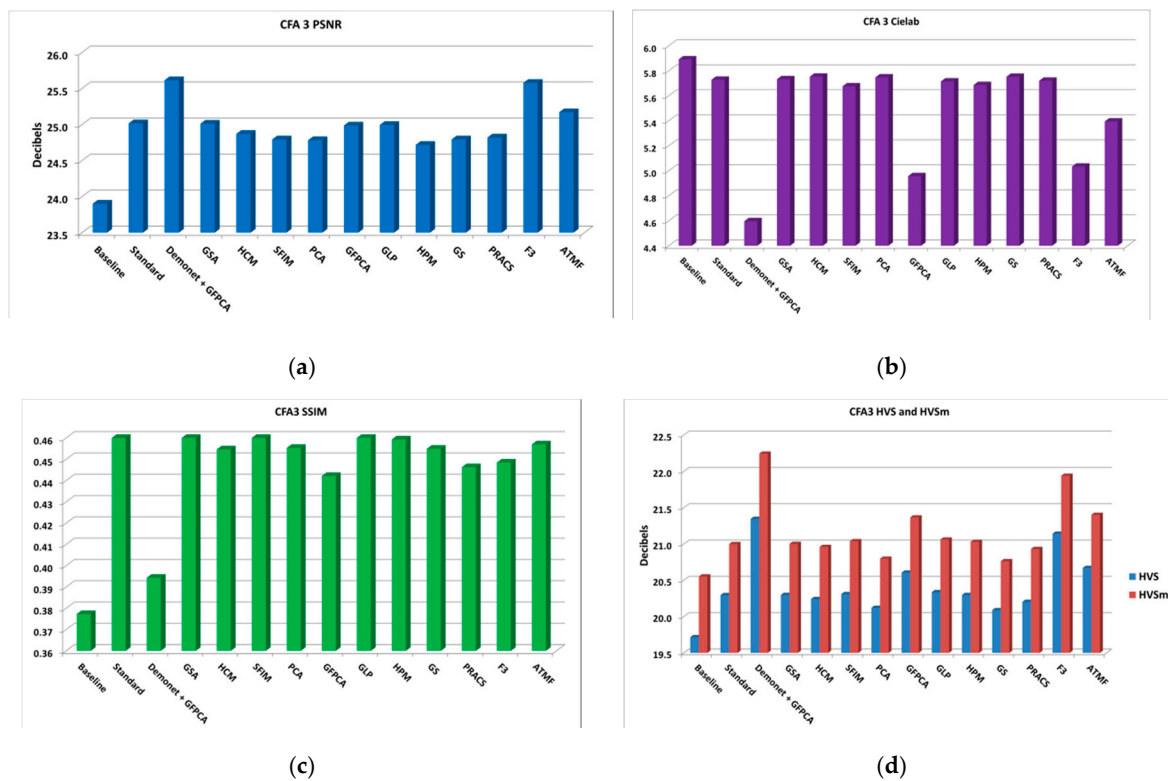 CFA 3 PSNR
26.0
25.5
25.0
24.5
24.0
23.5
Decibels
Baseline
Standard
Demonet + GFPCA
GSA
HCM
SFIM
PCA
GFPCA
GLP
HPM
GS
PRACS
F3
ATMF
(a)
CFA 3 Cielab
6.0
5.8
5.6
5.4
5.2
5.0
4.8
4.6
4.4
Baseline
Standard
Demonet + GFPCA
GSA
HCM
SFIM
PCA
GFPCA
GLP
HPM
GS
PRACS
F3
ATMF
(b)
CFA3 SSIM
0.46
0.45
0.44
0.43
0.42
0.41
0.40
0.39
0.38
0.37
0.36
Baseline
Standard
Demonet + GFPCA
GSA
HCM
SFIM
PCA
GFPCA
GLP
HPM
GS
PRACS
F3
ATMF
(c)
CFA3 HVS and HVSm
22.5
22.0
21.5
21.0
20.5
20.0
19.5
Decibels
Baseline
Standard
Demonet + GFPCA
GSA
HCM
SFIM
PCA
GFPCA
GLP
HPM
GS
PRACS
F3
ATMF
HVS
HVSm
(d)